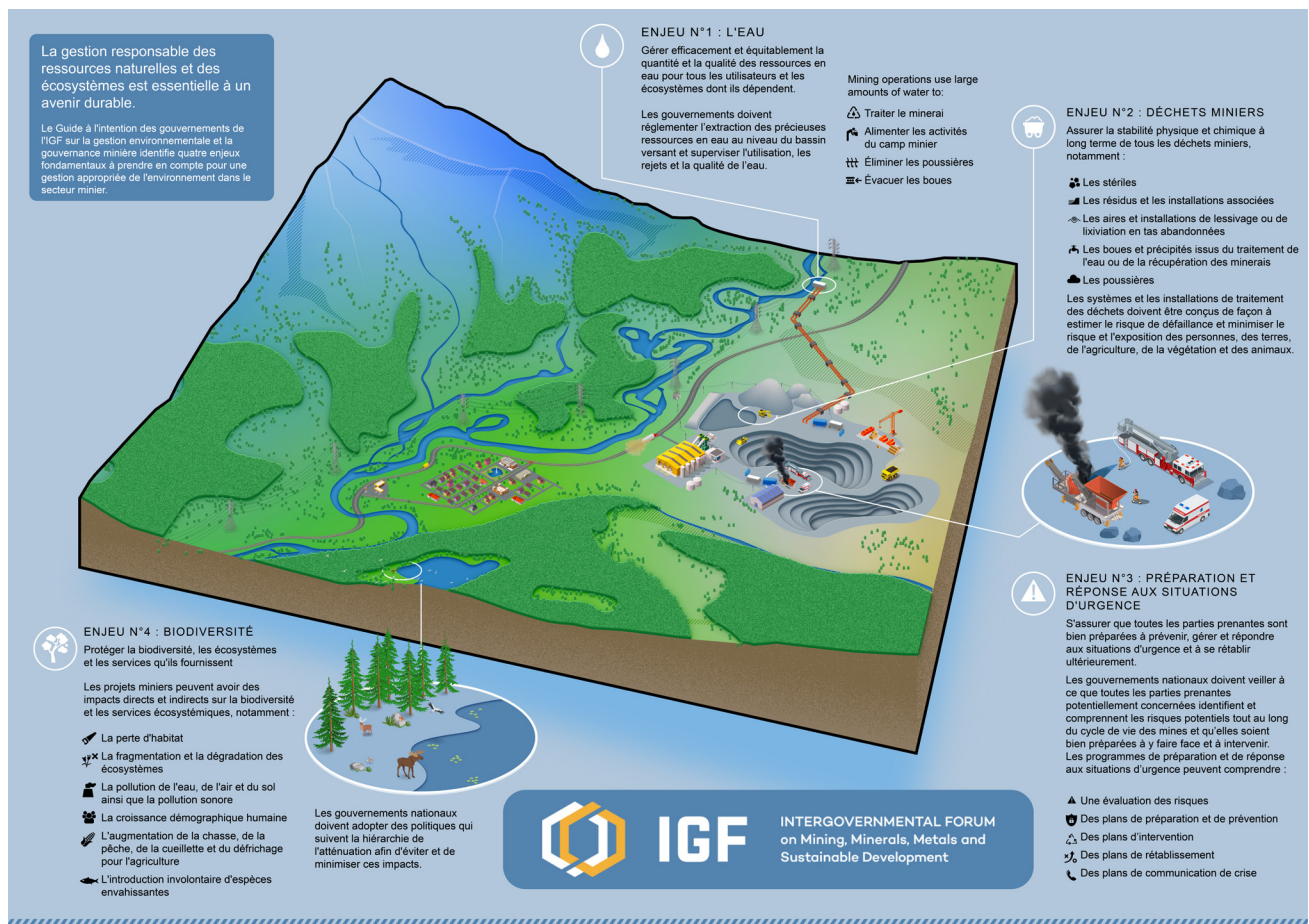 La gestion responsable des
ressources naturelles et des
écosystèmes est essentielle à un
avenir durable.
Le Guide à l'intention des gouvernements de
l'IGF sur la gestion environnementale et la
gouvernance minière identifie quatre enjeux
fondamentaux à prendre en compte pour une
gestion appropriée de l'environnement dans le
secteur minier.
ENJEU N°1 : L'EAU
Gérer efficacement et équitablement la
quantité et la qualité des ressources en
eau pour tous les utilisateurs et les
écosystèmes dont ils dépendent.
Les gouvernements doivent
réglementer l'extraction des précieuses
ressources en eau au niveau du bassin
versant et superviser l'utilisation, les
rejets et la qualité de l'eau.
Mining operations use large
amounts of water to:
Traiter le minerai
Alimenter les activités
du camp minier
Éliminer les poussières
Évacuer les boues
ENJEU N°2 : DÉCHETS MINIERS
Assurer la stabilité physique et chimique à
long terme de tous les déchets miniers,
notamment :
Les stériles
Les résidus et les installations associées
Les aires et installations de lessivage ou de
lixiviation en tas abandonnées
Les boues et précipités issus du traitement de
l'eau ou de la récupération des minerais
Les poussières
Les systèmes et les installations de traitement
des déchets doivent être conçus de façon à
estimer le risque de défaillance et minimiser le
risque et l'exposition des personnes, des terres,
de l'agriculture, de la végétation et des animaux.
ENJEU N°3 : PRÉPARATION ET
RÉPONSE AUX SITUATIONS
D'URGENCE
S'assurer que toutes les parties prenantes sont
bien préparées à prévenir, gérer et répondre
aux situations d'urgence et à se rétablir
ultérieurement.
Les gouvernements nationaux doivent veiller à
ce que toutes les parties prenantes
potentiellement concernées identifient et
comprennent les risques potentiels tout au long
du cycle de vie des mines et qu'elles soient
bien préparées à y faire face et à intervenir.
Les programmes de préparation et de réponse
aux situations d'urgence peuvent comprendre :
Une évaluation des risques
Des plans de préparation et de prévention
Des plans d'intervention
Des plans de rétablissement
Des plans de communication de crise
ENJEU N°4 : BIODIVERSITÉ
Protéger la biodiversité, les écosystèmes
et les services qu'ils fournissent
Les projets miniers peuvent avoir des
impacts directs et indirects sur la biodiversité
et les services écosystémiques, notamment :
La perte d'habitat
La fragmentation et la dégradation des
écosystèmes
La pollution de l'eau, de l'air et du sol
ainsi que la pollution sonore
La croissance démographique humaine
L'augmentation de la chasse, de la
pêche, de la cueillette et du défrichage
pour l'agriculture
L'introduction involontaire d'espèces
envahissantes
Les gouvernements nationaux
doivent adopter des politiques qui
suivent la hiérarchie de
l'atténuation afin d'éviter et de
minimiser ces impacts.
IGF
INTERGOVERNMENTAL FORUM
on Mining, Minerals, Metals and
Sustainable Development